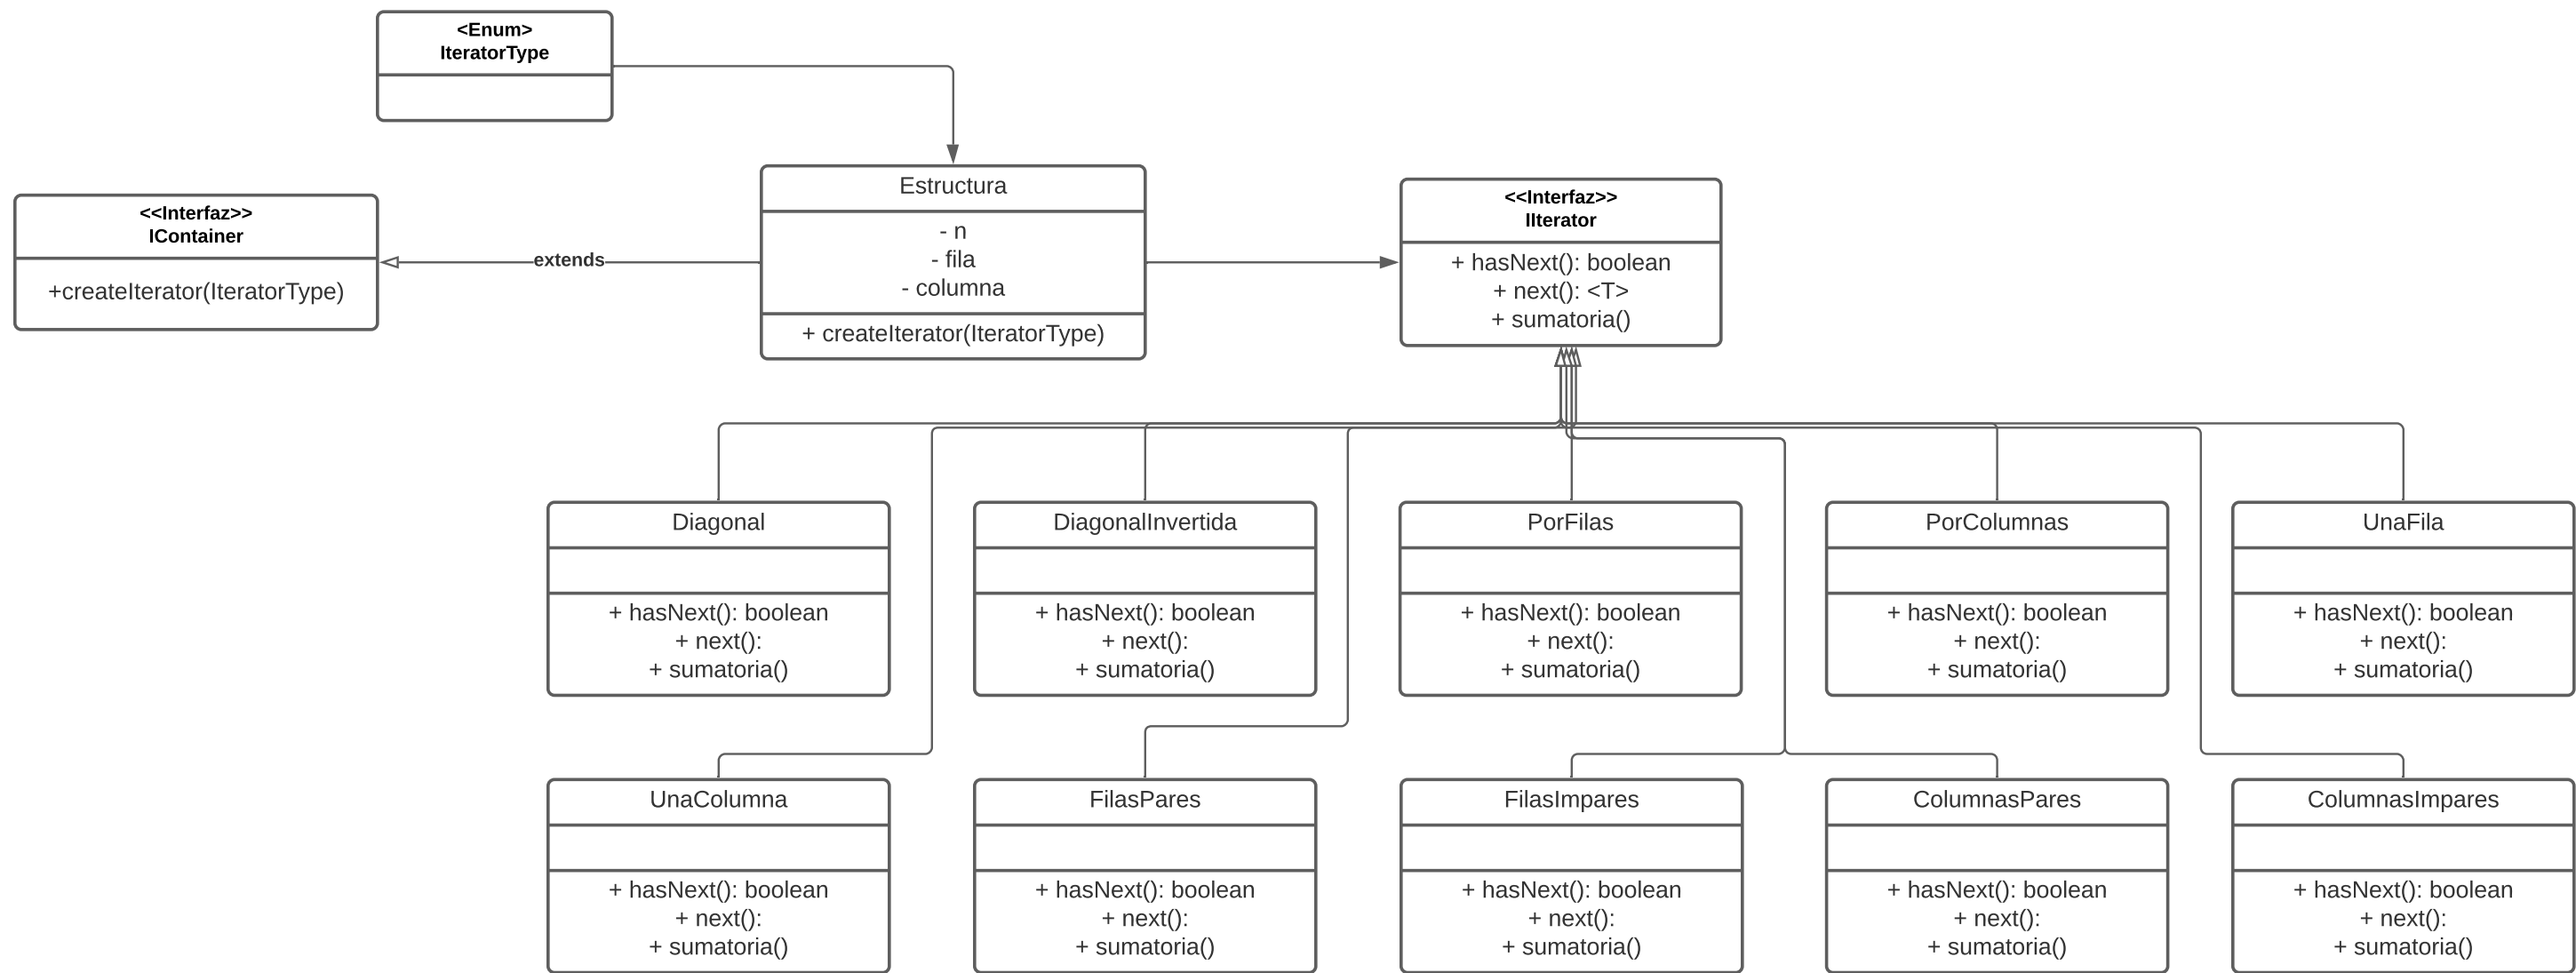 <Enum>
IteratorType
<<Interfaz>>
IContainer
+createIterator(IteratorType)
extends
Estructura
- n
- fila
- columna
+ createIterator(IteratorType)
<<Interfaz>>
IIterator
+ hasNext(): boolean
+ next(): <T>
+ sumatoria()
Diagonal
+ hasNext(): boolean
+ next():
+ sumatoria()
DiagonalInvertida
+ hasNext(): boolean
+ next():
+ sumatoria()
PorFilas
+ hasNext(): boolean
+ next():
+ sumatoria()
PorColumnas
+ hasNext(): boolean
+ next():
+ sumatoria()
UnaFila
+ hasNext(): boolean
+ next():
+ sumatoria()
UnaColumna
+ hasNext(): boolean
+ next():
+ sumatoria()
FilasPares
+ hasNext(): boolean
+ next():
+ sumatoria()
FilasImpares
+ hasNext(): boolean
+ next():
+ sumatoria()
ColumnasPares
+ hasNext(): boolean
+ next():
+ sumatoria()
ColumnasImpares
+ hasNext(): boolean
+ next():
+ sumatoria()